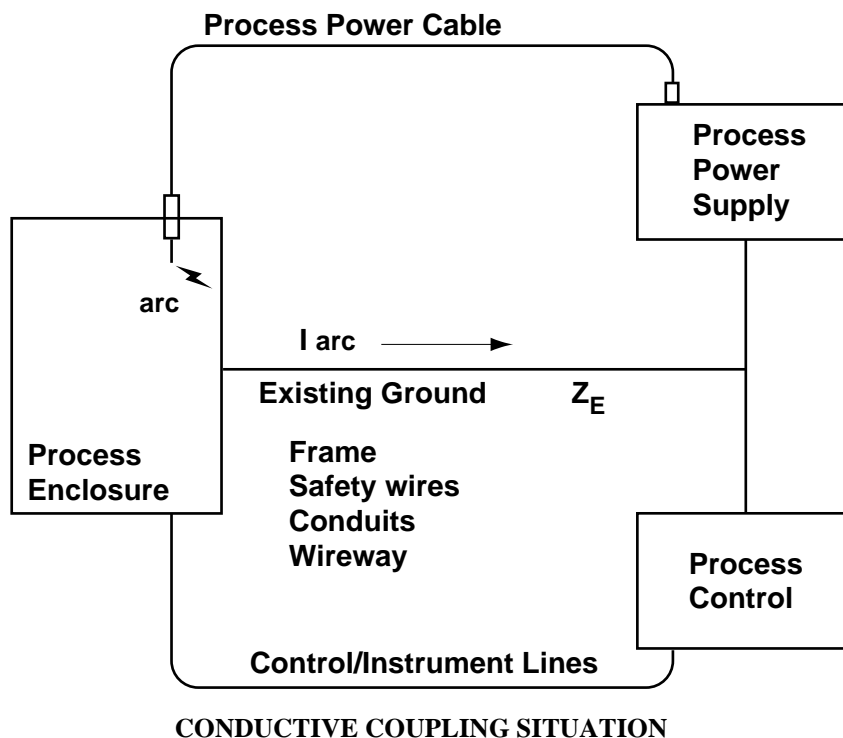 Process Power Cable
Process
Power
Supply
arc
I arc
Existing Ground
Z_E
Process
Enclosure
Frame
Safety wires
Conduits
Wireway
Process
Control
Control/Instrument Lines
CONDUCTIVE COUPLING SITUATION